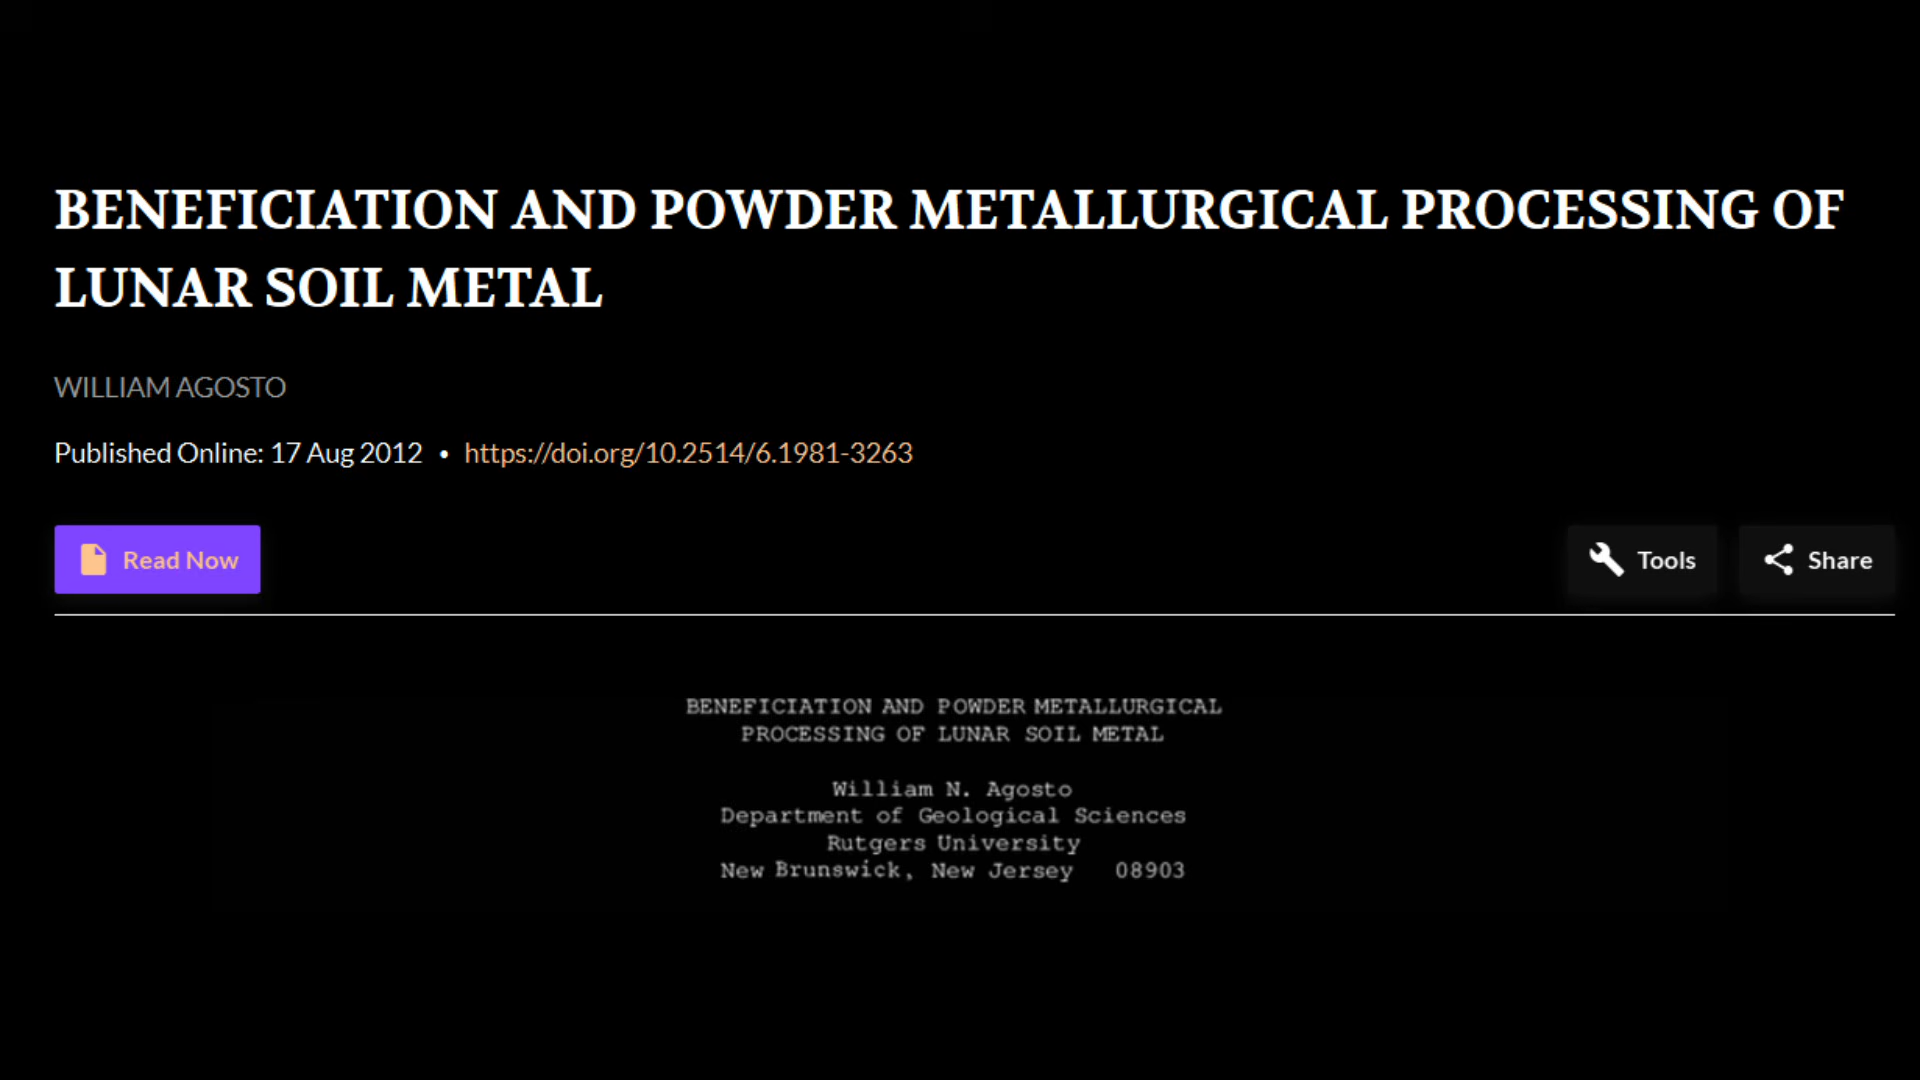 BENEFICIATION AND POWDER METALLURGICAL PROCESSING OF
LUNAR SOIL METAL
WILLIAM AGOSTO
Published Online: 17 Aug 2012 • https://doi.org/10.2514/6.1981-3263
Read Now
Tools
Share
BENEFICIATION AND POWDER METALLURGICAL
PROCESSING OF LUNAR SOIL METAL
William N. Agosto
Department of Geological Sciences
Rutgers University
New Brunswick, New Jersey 08903